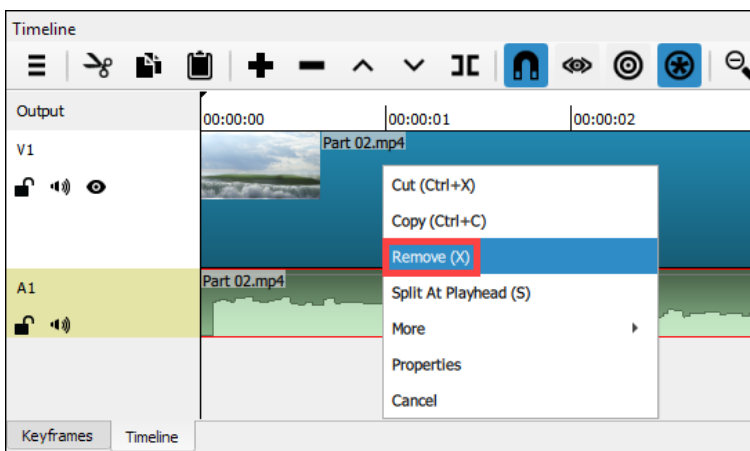 Timeline
Output
00:00:00
00:00:01
00:00:02
V1
Part 02.mp4
Cut (Ctrl+X)
Copy (Ctrl+C)
Remove (X)
A1
Part 02.mp4
Split At Playhead (S)
More
Properties
Cancel
Keyframes
Timeline